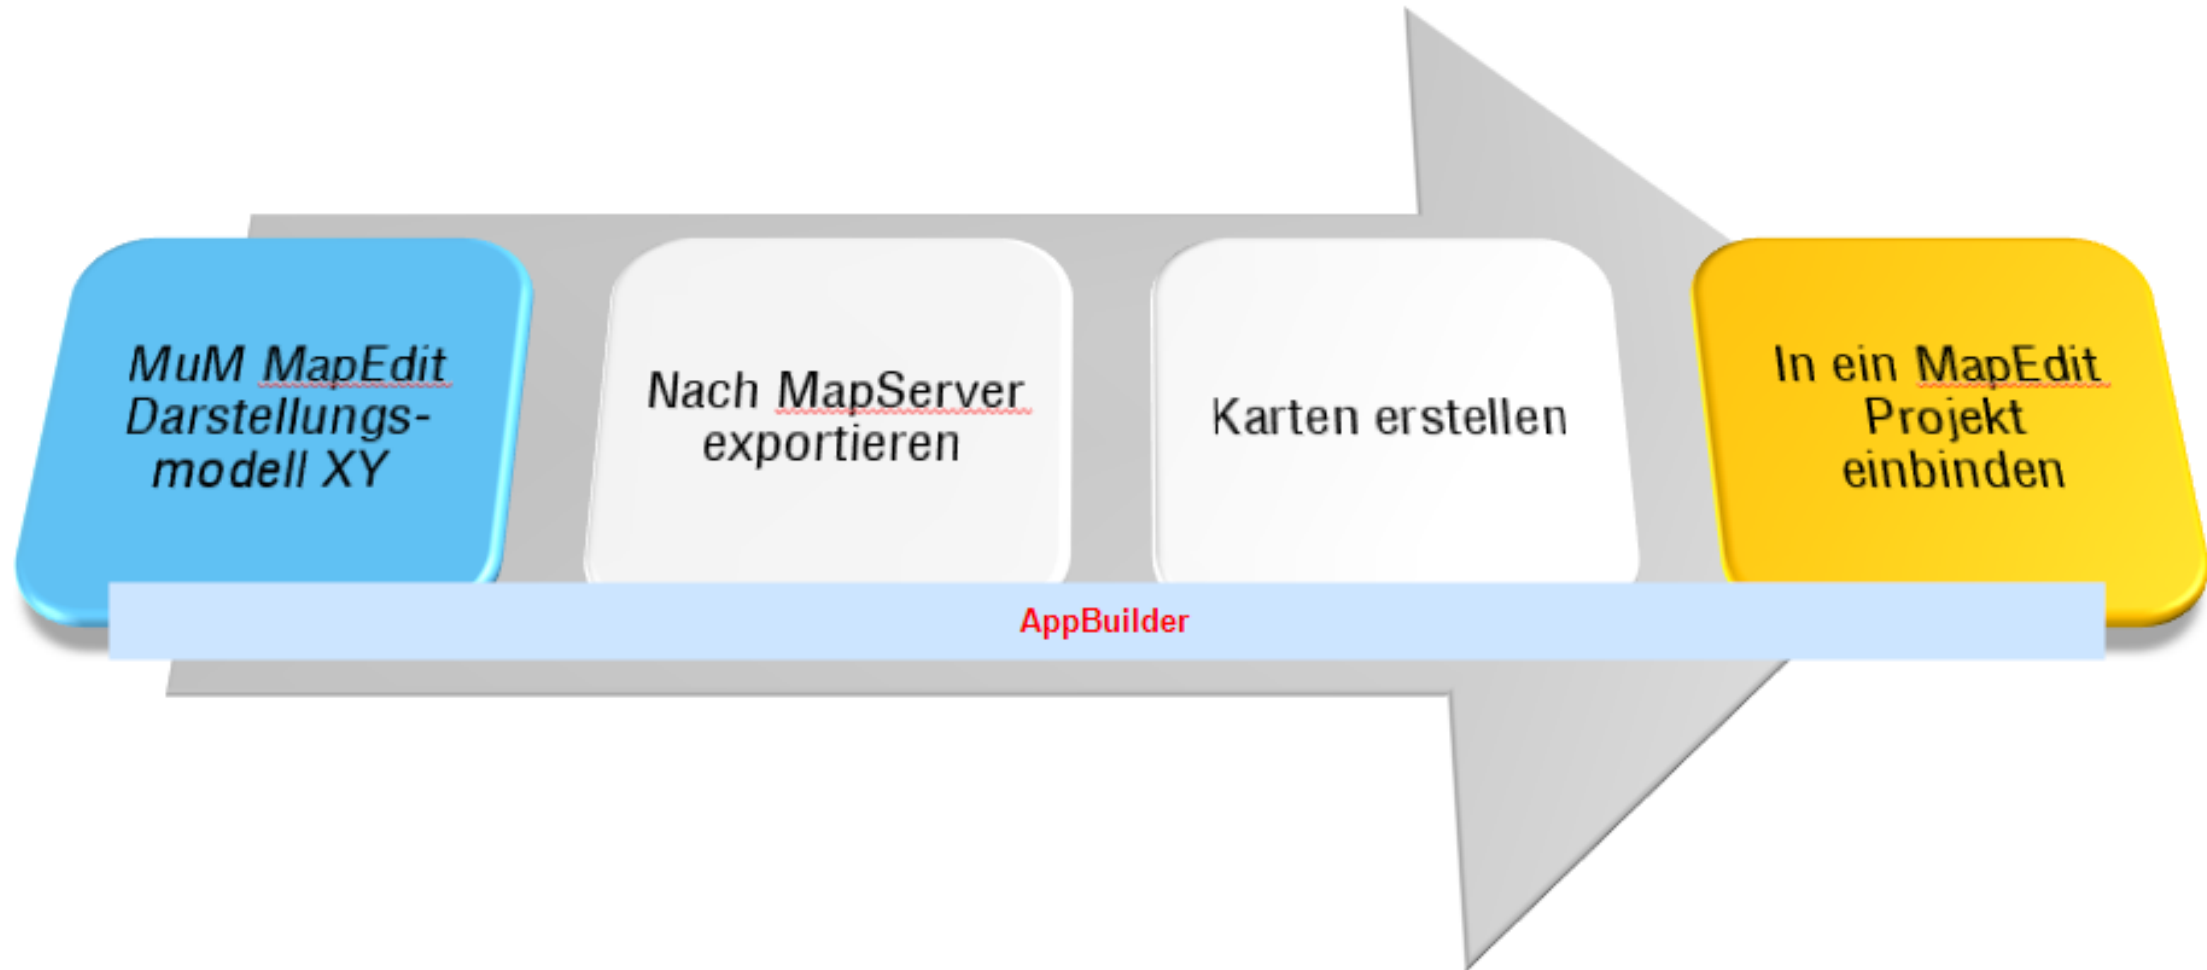 MuM MapEdit
Darstellungs-
modell XY
Nach MapServer
exportieren
Karten erstellen
In ein MapEdit
Projekt
einbinden
AppBuilder